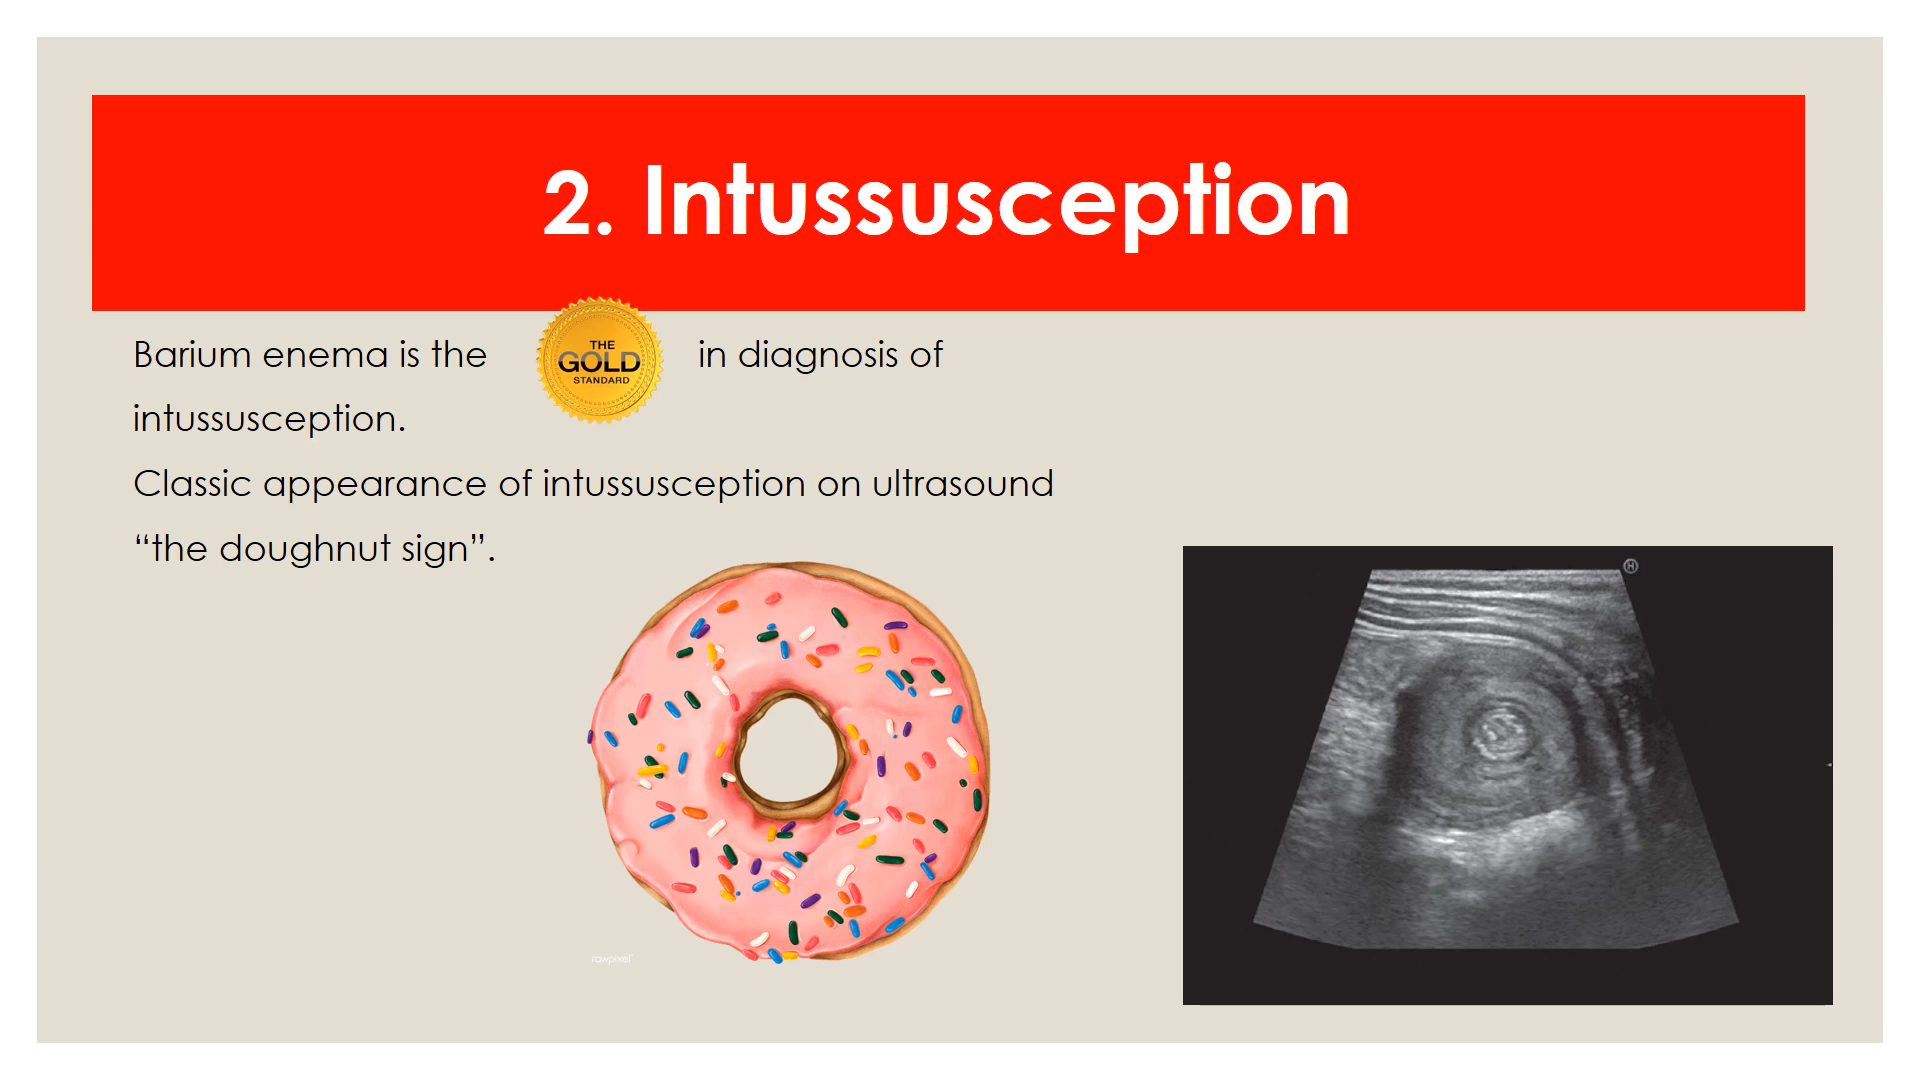 2. Intussusception
Barium enema is the THE GOLD STANDARD in diagnosis of
intussusception.
Classic appearance of intussusception on ultrasound
“the doughnut sign”.
rawpixel
H